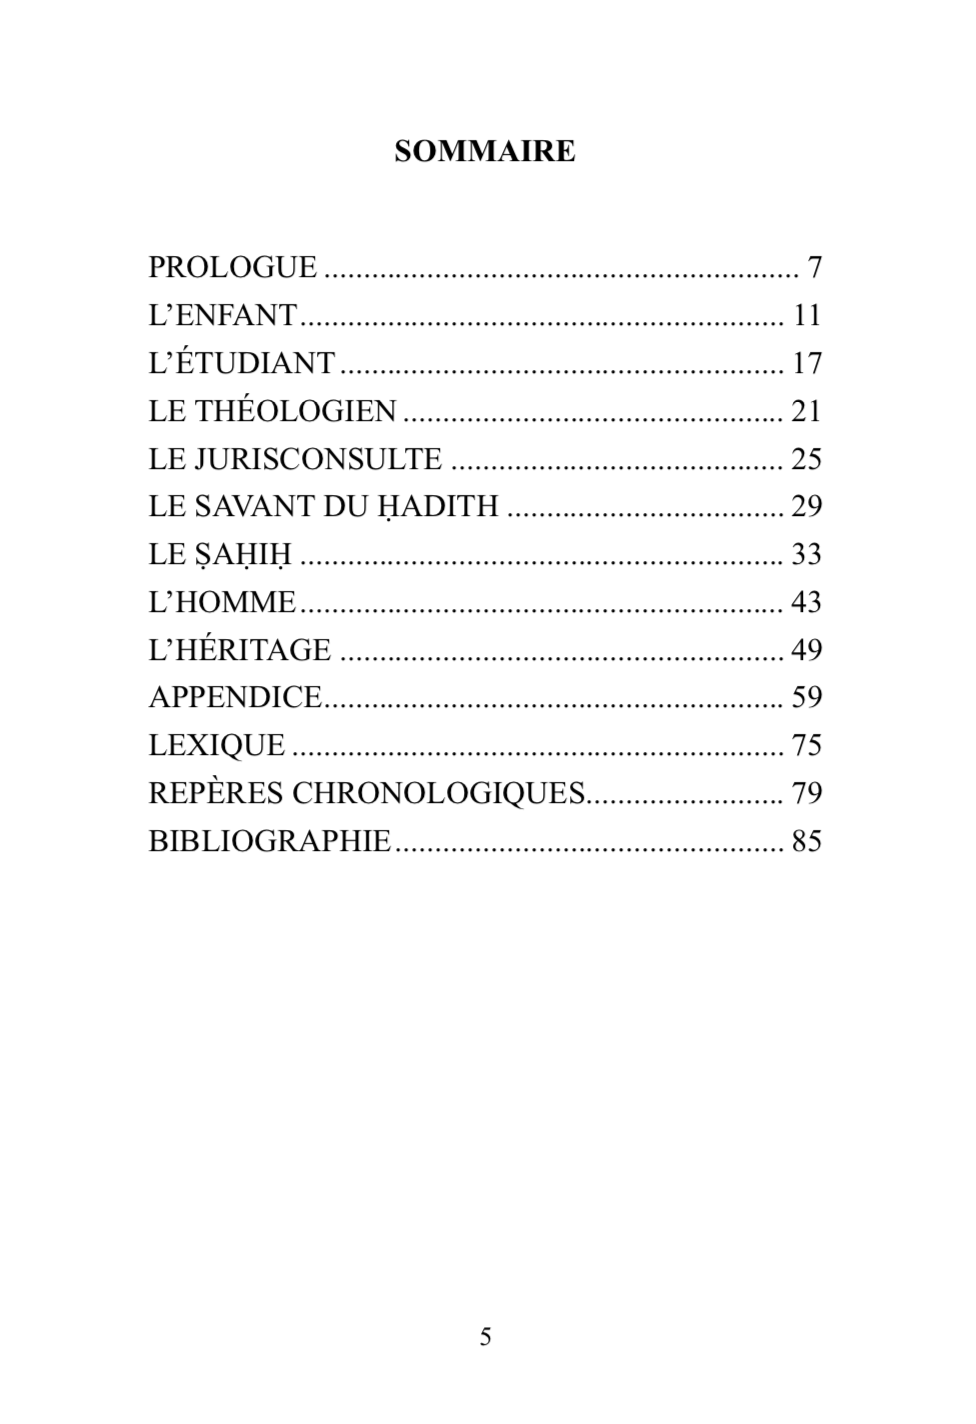 SOMMAIRE
PROLOGUE ............................................................ 7
L’ENFANT............................................................. 11
L’ÉTUDIANT........................................................ 17
LE THÉOLOGIEN ................................................ 21
LE JURISCONSULTE .......................................... 25
LE SAVANT DU ḤADITH ................................... 29
LE ṢAḤIḤ ............................................................. 33
L’HOMME............................................................. 43
L’HÉRITAGE ........................................................ 49
APPENDICE.......................................................... 59
LEXIQUE .............................................................. 75
REPÈRES CHRONOLOGIQUES......................... 79
BIBLIOGRAPHIE................................................. 85
5